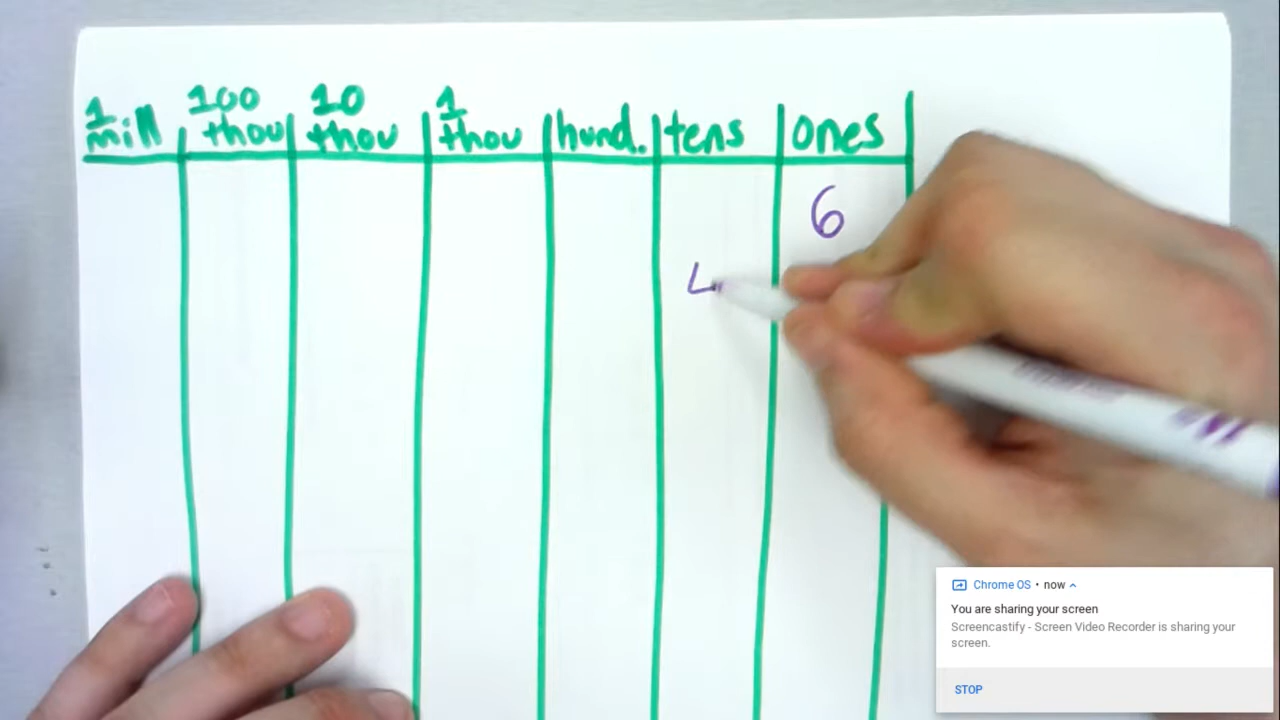 1 mill 100 thou 10 thou 1 thou hund. tens ones
6
4
Chrome OS • now
You are sharing your screen
Screencastify - Screen Video Recorder is sharing your
screen.
STOP